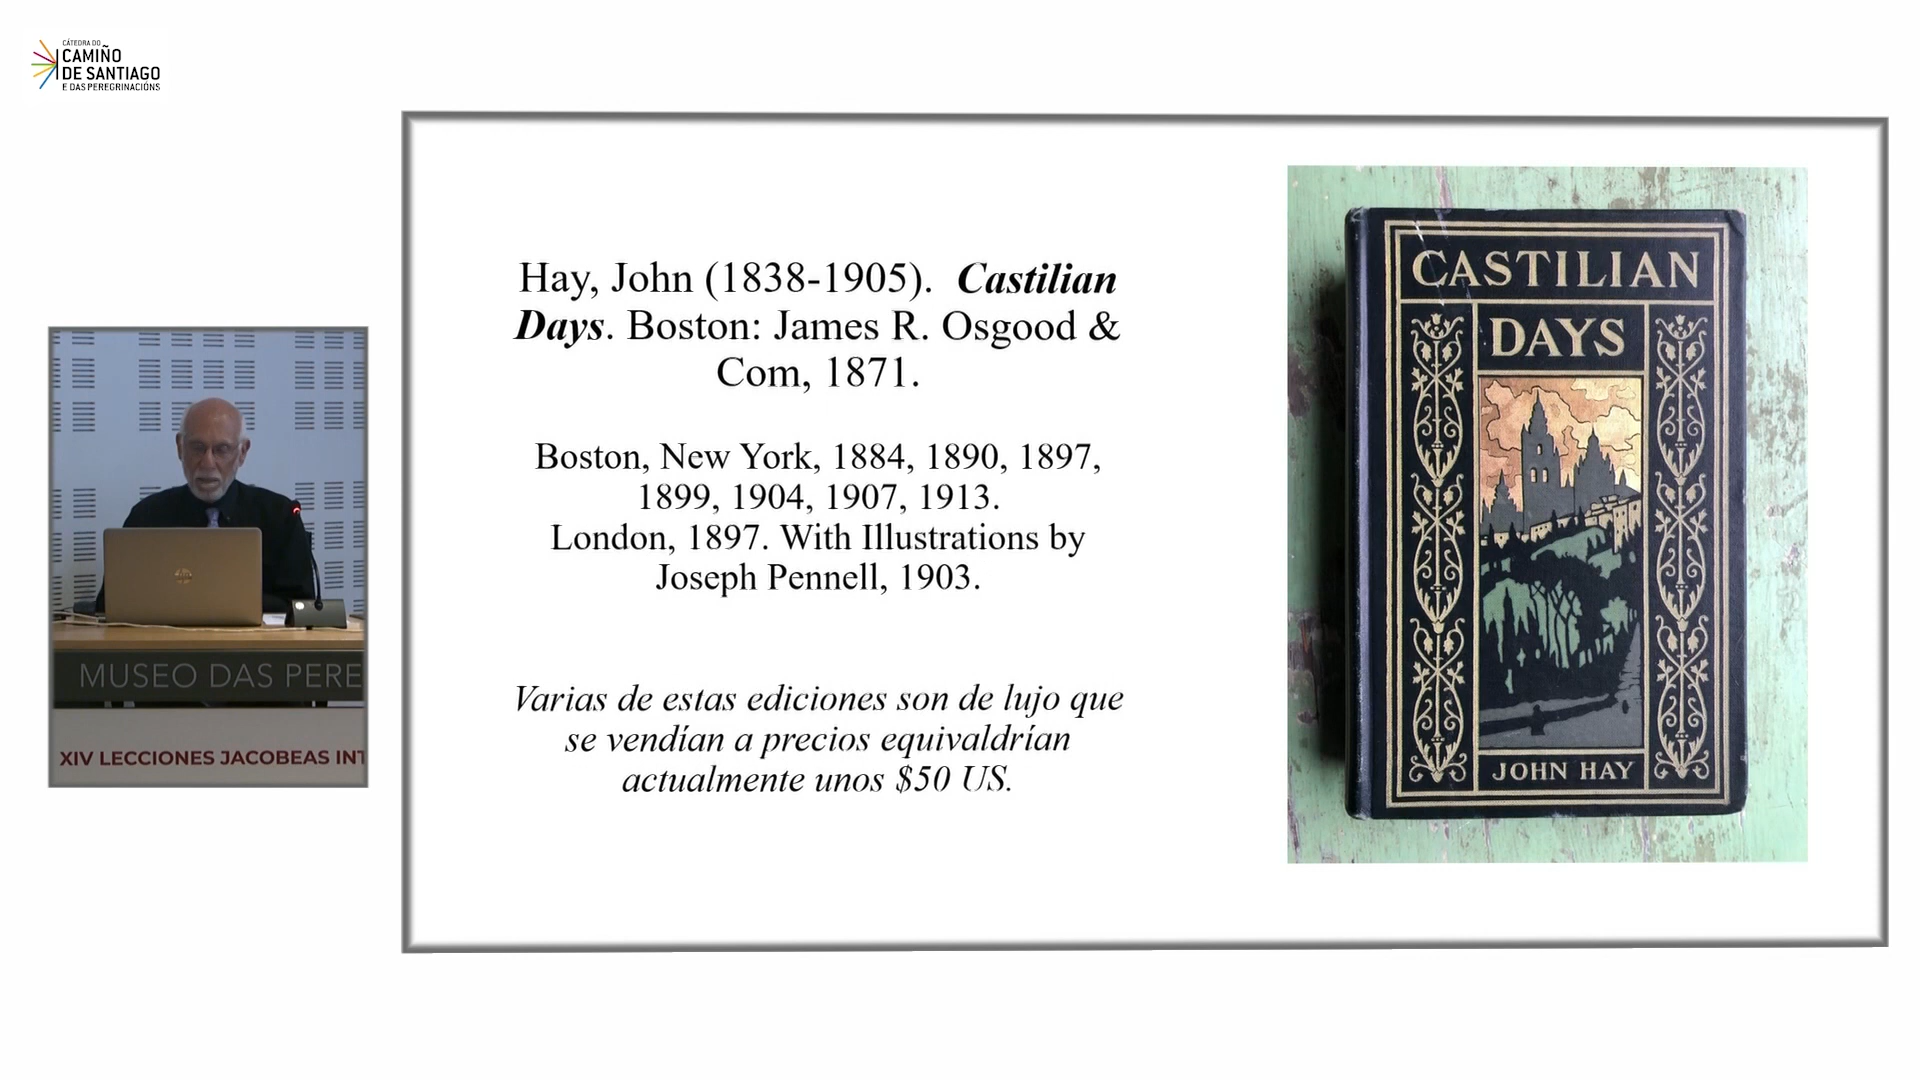 CÁTEDRA DO
CAMIÑO
DE SANTIAGO
E DAS PEREGRINACIÓNS
Hay, John (1838-1905). Castilian
Days. Boston: James R. Osgood &
Com, 1871.
Boston, New York, 1884, 1890, 1897,
1899, 1904, 1907, 1913.
London, 1897. With Illustrations by
Joseph Pennell, 1903.
Varias de estas ediciones son de lujo que
se vendían a precios equivaldrían
actualmente unos $50 US.
CASTILIAN
DAYS
JOHN HAY
MUSEO DAS PERE
XIV LECCIONES JACOBEAS INT